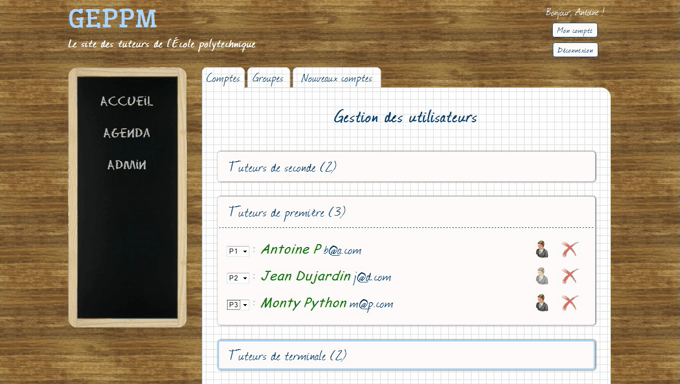 GEPPM
Le site des tuteurs de l'École polytechnique
Bonjour, Antoine !
Mon compte
Déconnexion
ACCUEIL
AGENDA
ADMIN
Comptes
Groupes
Nouveaux comptes
Gestion des utilisateurs
Tuteurs de seconde (2)
Tuteurs de première (3)
P1 : Antoine P b@a.com
P2 : Jean Dujardin j@d.com
P3 : Monty Python m@p.com
Tuteurs de terminale (2)